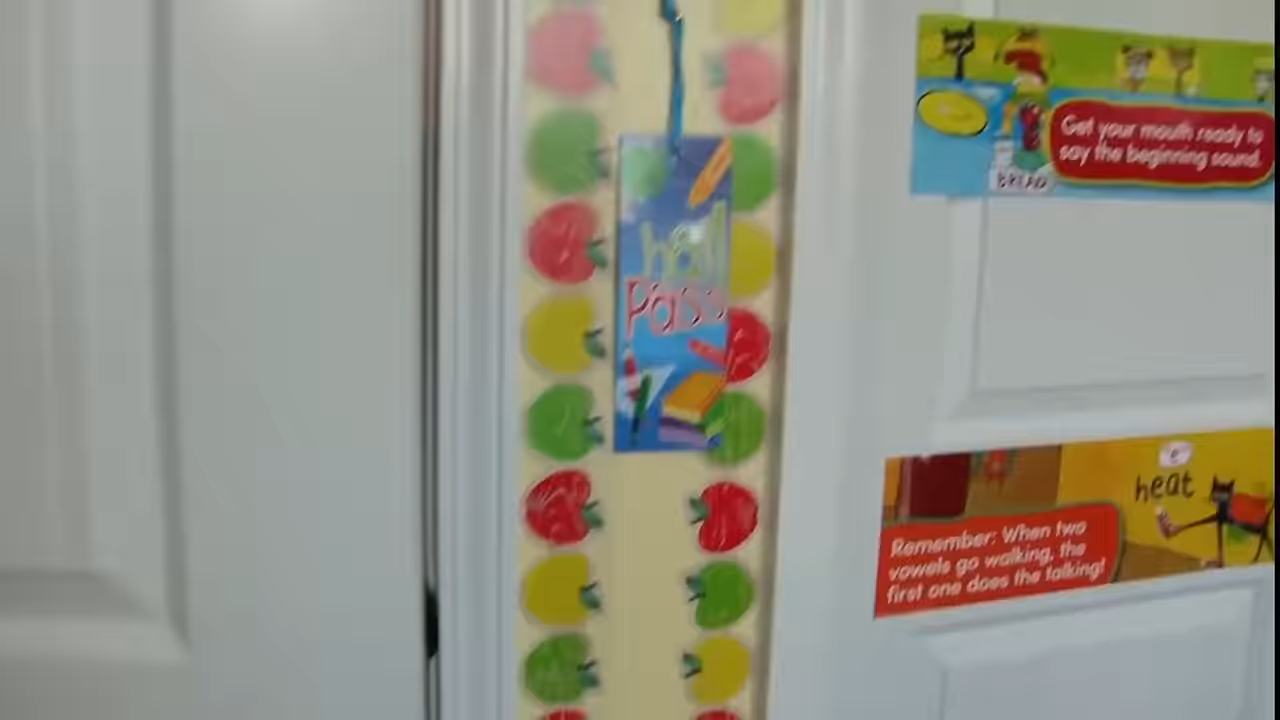 Get your mouth ready to
say the beginning sound.
BREAD
hall
Pass
heat
Remember: When two
vowels go walking, the
first one does the talking!